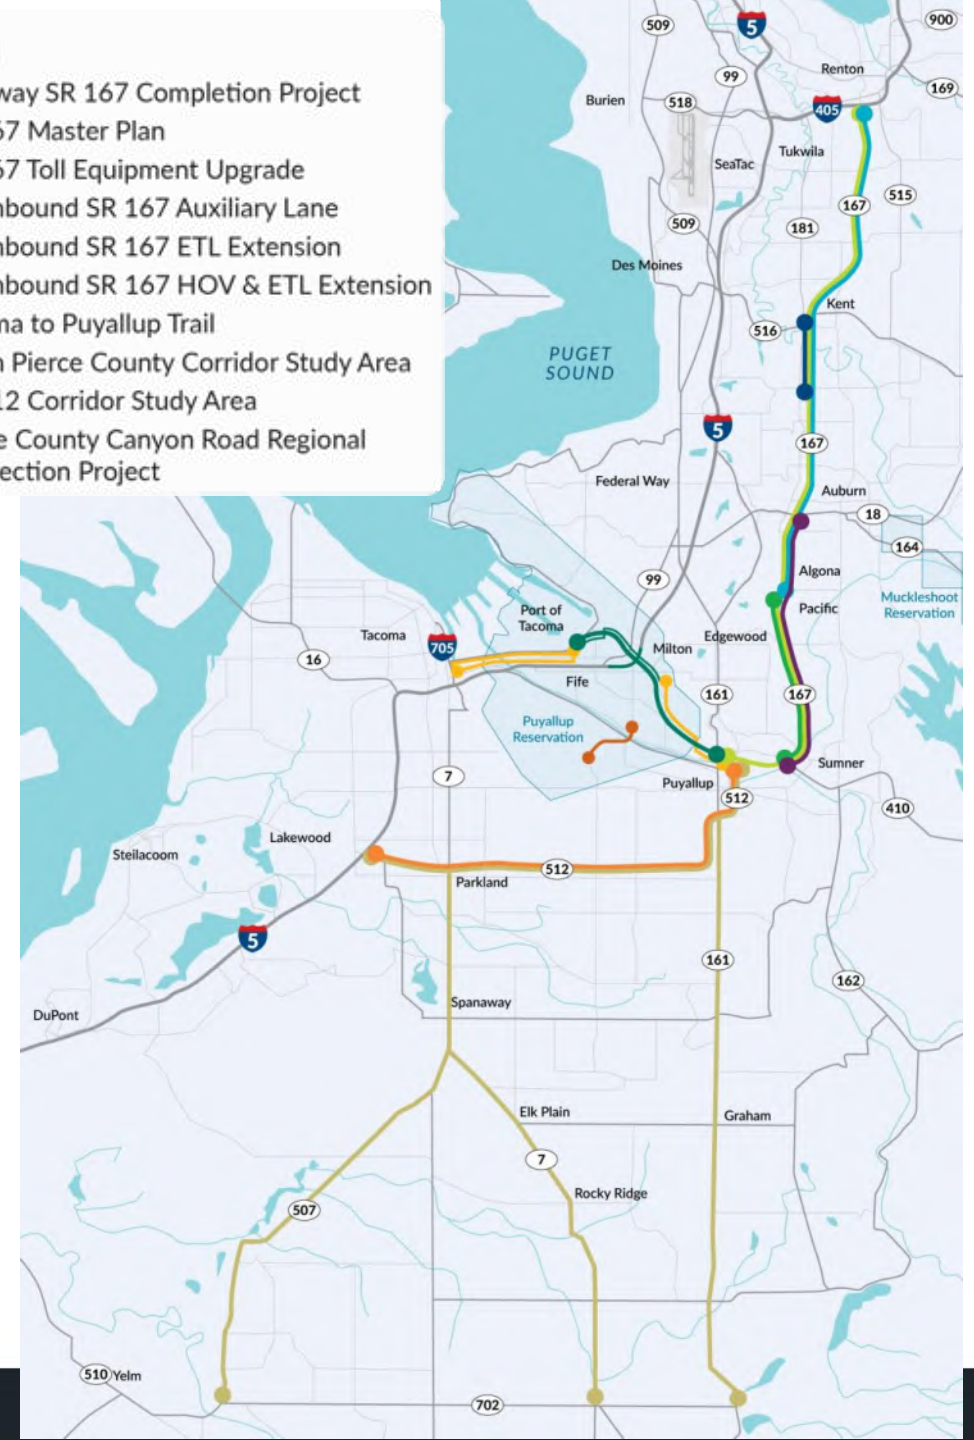 way SR 167 Completion Project
67 Master Plan
67 Toll Equipment Upgrade
nbound SR 167 Auxiliary Lane
nbound SR 167 ETL Extension
nbound SR 167 HOV & ETL Extension
ma to Puyallup Trail
n Pierce County Corridor Study Area
12 Corridor Study Area
e County Canyon Road Regional
ection Project
509
5
900
99
Renton
169
Burien
518
405
SeaTac
Tukwila
167
515
509
181
Des Moines
Kent
516
PUGET
SOUND
5
167
Federal Way
Auburn
18
164
99
Algona
Muckleshoot
Reservation
Port of
Tacoma
Pacific
Tacoma
705
Edgewood
Milton
16
Fife
161
167
Puyallup
Reservation
Sumner
7
Puyallup
512
410
Lakewood
Steilacoom
512
Parkland
5
161
162
Spanaway
DuPont
Elk Plain
Graham
7
Rocky Ridge
507
510
Yelm
702